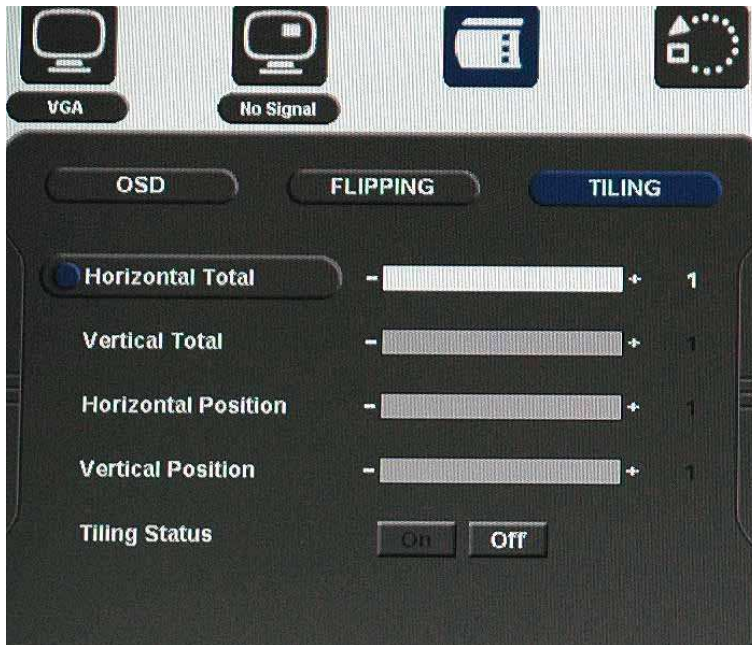 VGA No Signal
OSD FLIPPING TILING
Horizontal Total - + 1
Vertical Total - + 1
Horizontal Position - + 1
Vertical Position - + 1
Tiling Status On Off